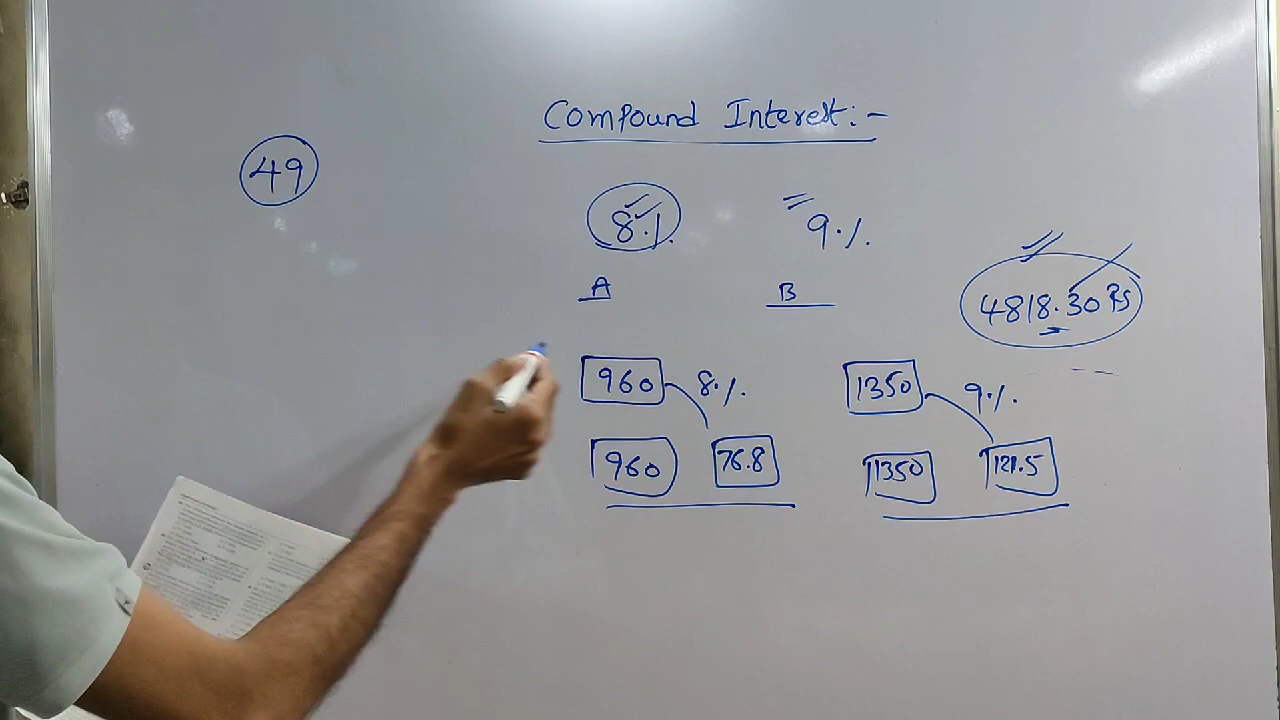 Compound Interest:-
49
8% 9%
A B
4818.30 Rs
960 8% 1350 9%
960 76.8 1350 121.5